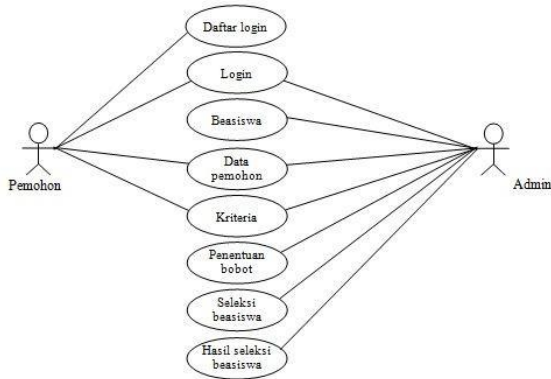 Daftar login
Login
Beasiswa
Data
pemohon
Pemohon
Admin
Kriteria
Penentuan
bobot
Seleksi
beasiswa
Hasil seleksi
beasiswa